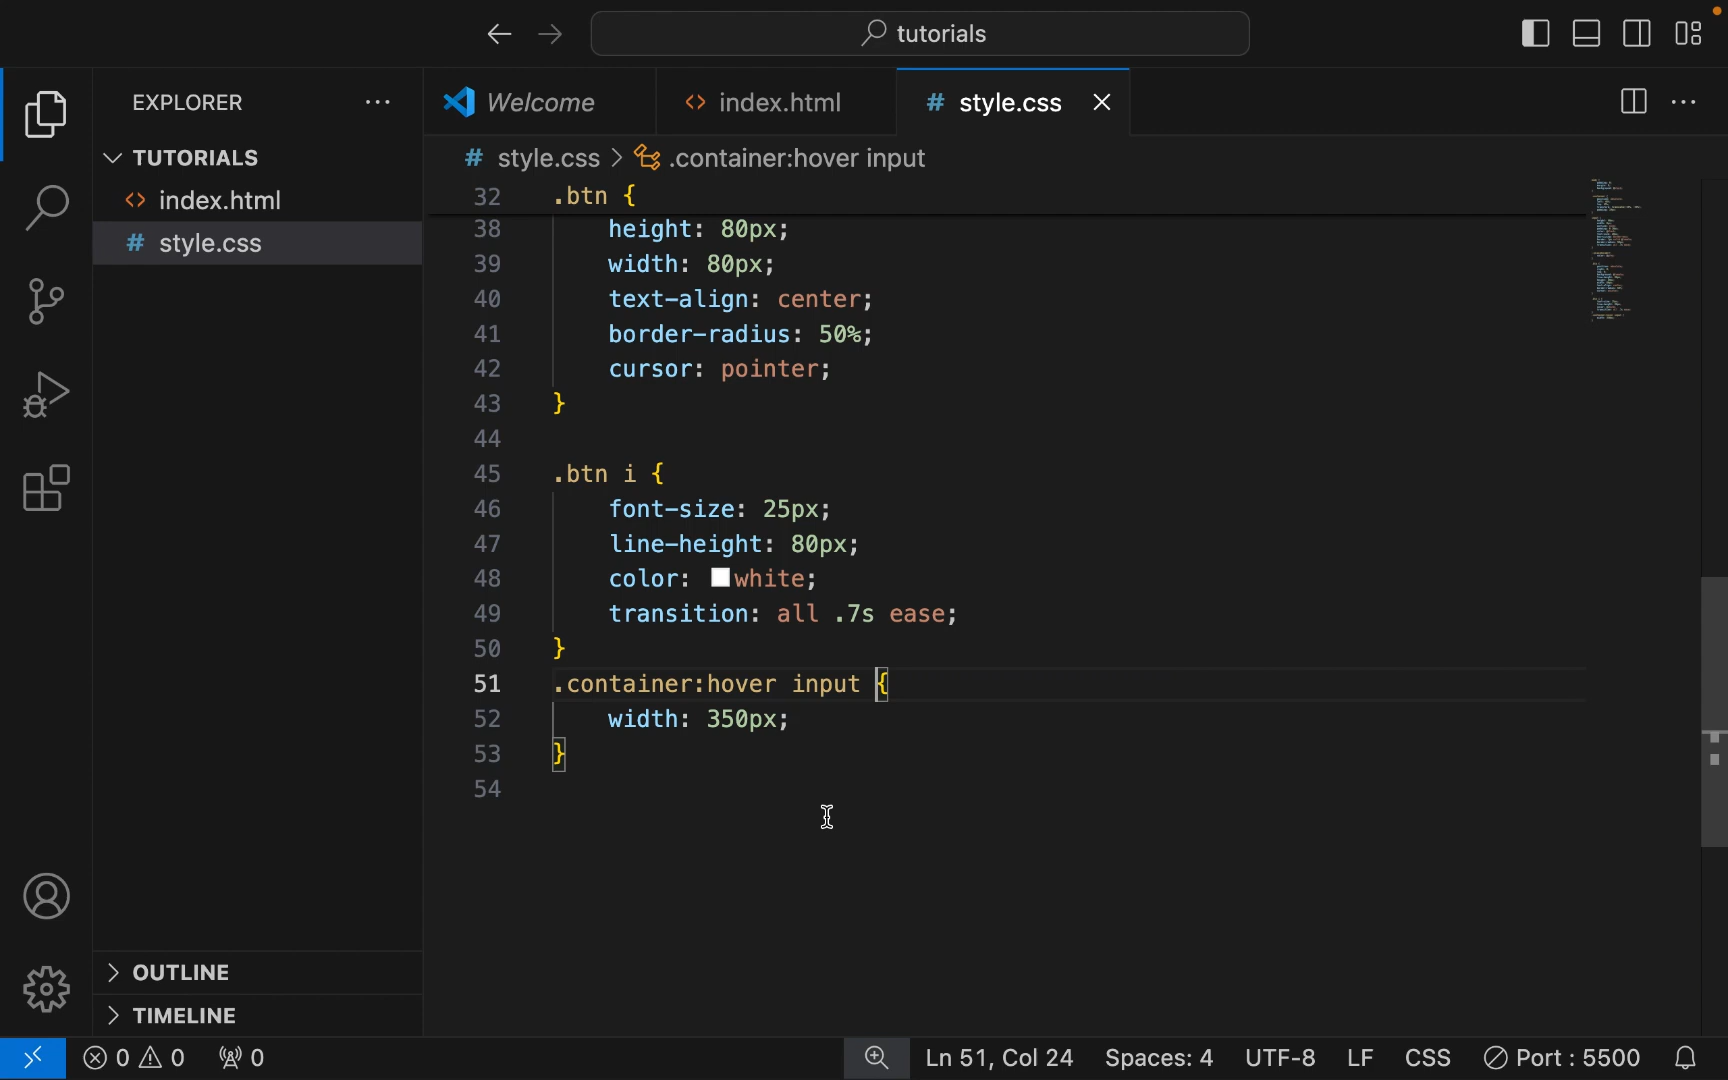 tutorials
EXPLORER
Welcome
index.html
# style.css
TUTORIALS
index.html
# style.css
# style.css > .container:hover input
32 .btn {
38 height: 80px;
39 width: 80px;
40 text-align: center;
41 border-radius: 50%;
42 cursor: pointer;
43 }
44
45 .btn i {
46 font-size: 25px;
47 line-height: 80px;
48 color: white;
49 transition: all .7s ease;
50 }
51 .container:hover input {
52 width: 350px;
53 }
54
OUTLINE
TIMELINE
0 0 0 Ln 51, Col 24 Spaces: 4 UTF-8 LF CSS Port : 5500